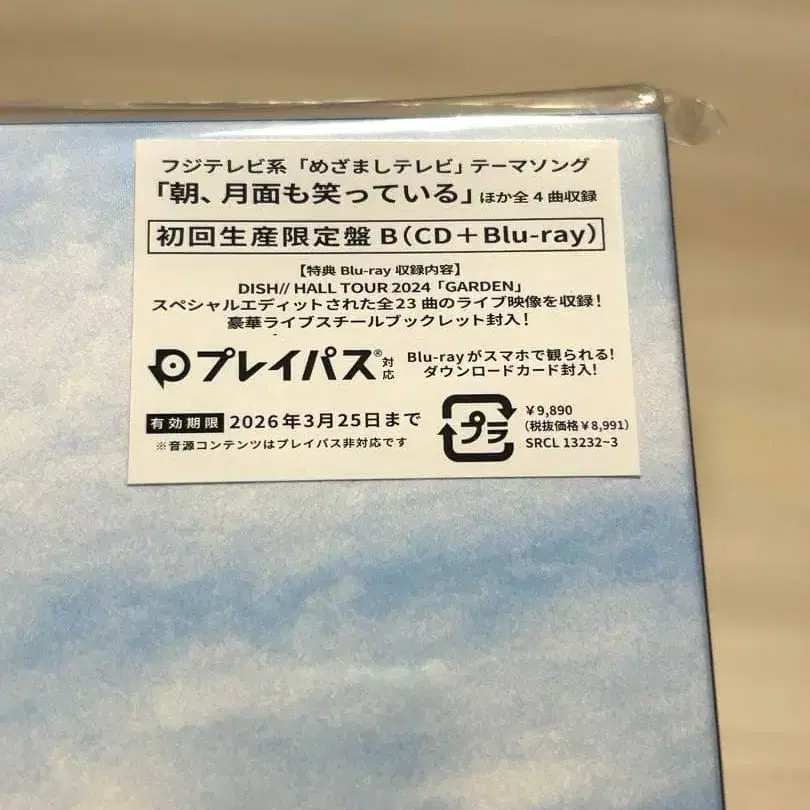 フジテレビ系「めざましテレビ」テーマソング
「朝、月面も笑っている」ほか全4曲収録
初回生産限定盤 B(CD+Blu-ray)
【特典 Blu-ray 収録内容】
DISH// HALL TOUR 2024「GARDEN」
スペシャルエディットされた全23曲のライブ映像を収録!
豪華ライブスチールブックレット封入!
プレイパス®対応
Blu-rayがスマホで観られる!
ダウンロードカード封入!
有効期限 2026年3月25日まで
※音源コンテンツはプレイパス非対応です
プラ
¥9,890
(税抜価格¥8,991)
SRCL 13232~3